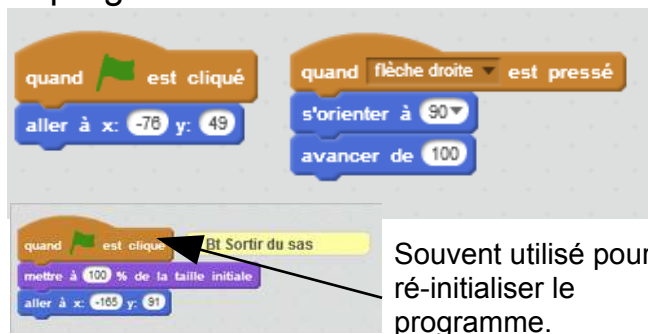 quand est cliqué
aller à x: -76 y: 49
quand flèche droite est pressé
s'orienter à 90
avancer de 100
quand est cliqué
Bt Sortir du sas
mettre à 100 % de la taille initiale
aller à x: -165 y: 91
Souvent utilisé pour
ré-initialiser le
programme.